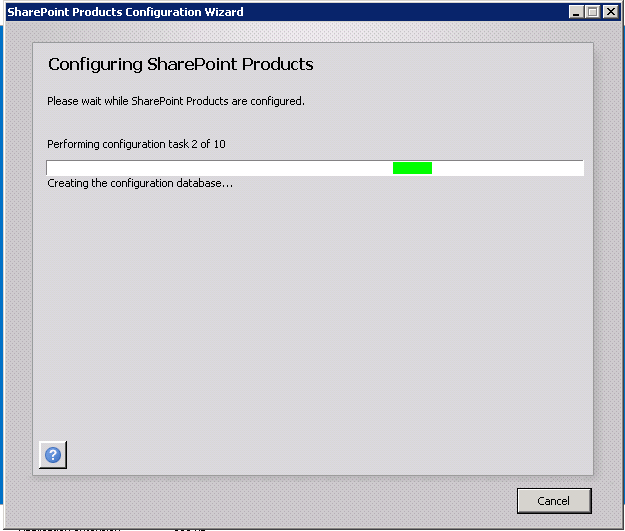 SharePoint Products Configuration Wizard
Configuring SharePoint Products
Please wait while SharePoint Products are configured.
Performing configuration task 2 of 10
Creating the configuration database...
?
Cancel